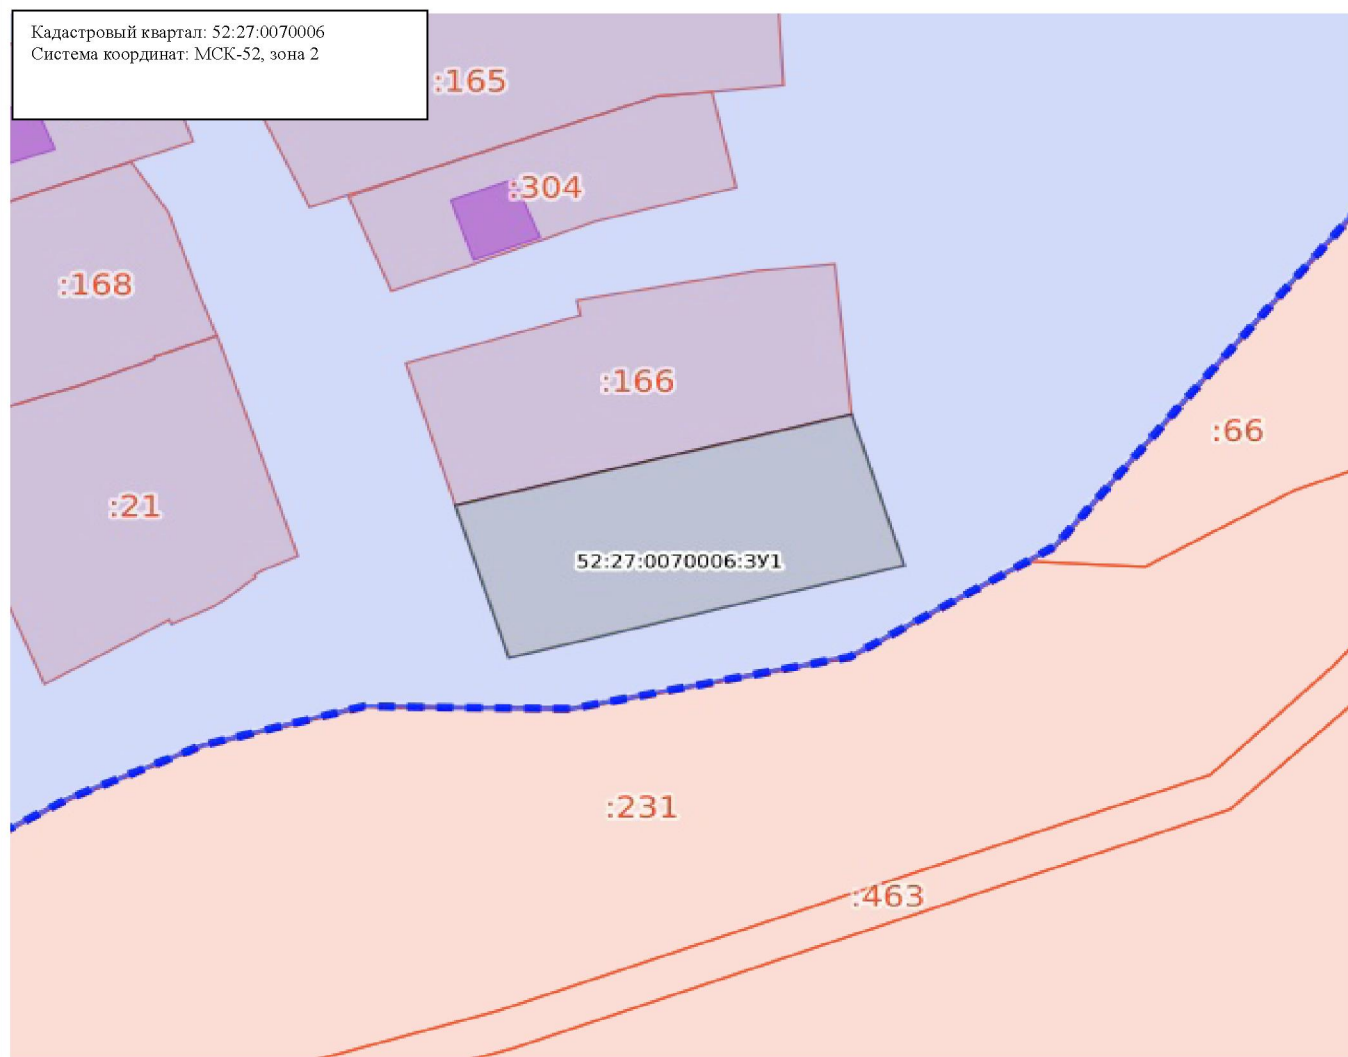 Кадастровый квартал: 52:27:0070006
Система координат: МСК-52, зона 2
:165
:304
:168
:166
:66
:21
52:27:0070006:ЗУ1
:231
:463